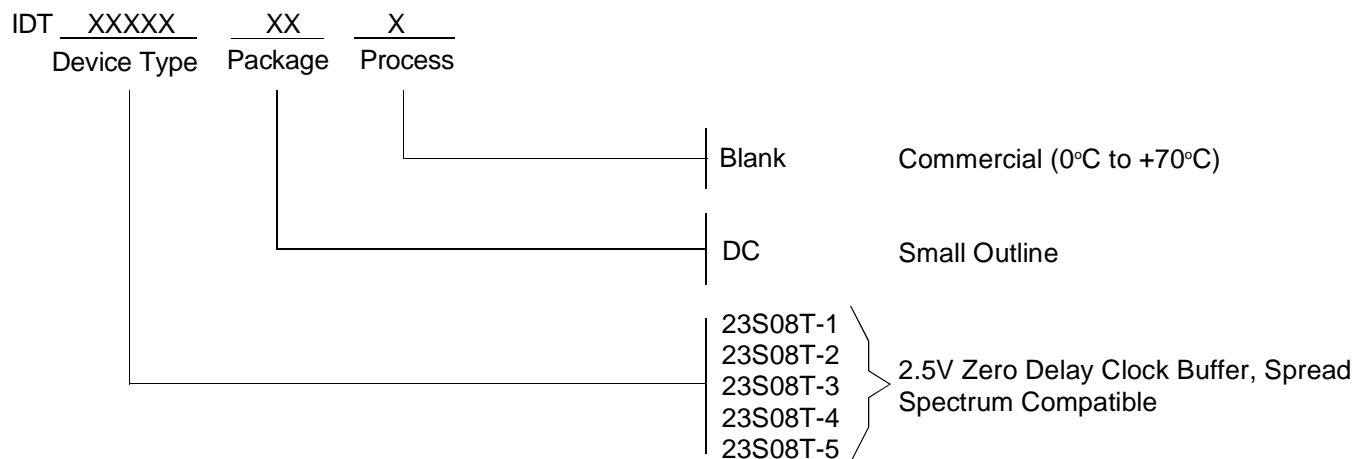 IDT XXXXX XX X
Device Type Package Process
Blank Commercial (0°C to +70°C)
DC Small Outline
23S08T-1
23S08T-2
23S08T-3
23S08T-4
23S08T-5
2.5V Zero Delay Clock Buffer, Spread
Spectrum Compatible